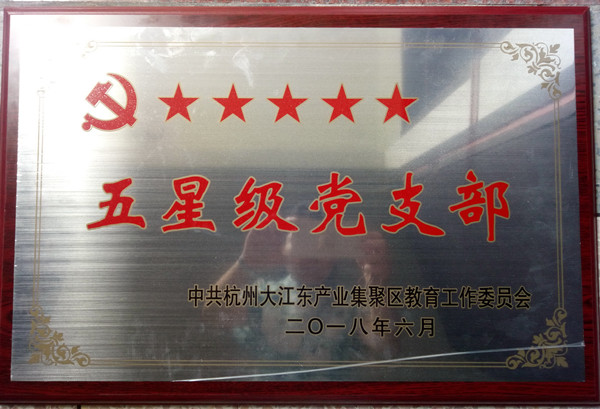 五星级党支部
中共杭州大江东产业集聚区教育工作委员会
二〇一八年六月